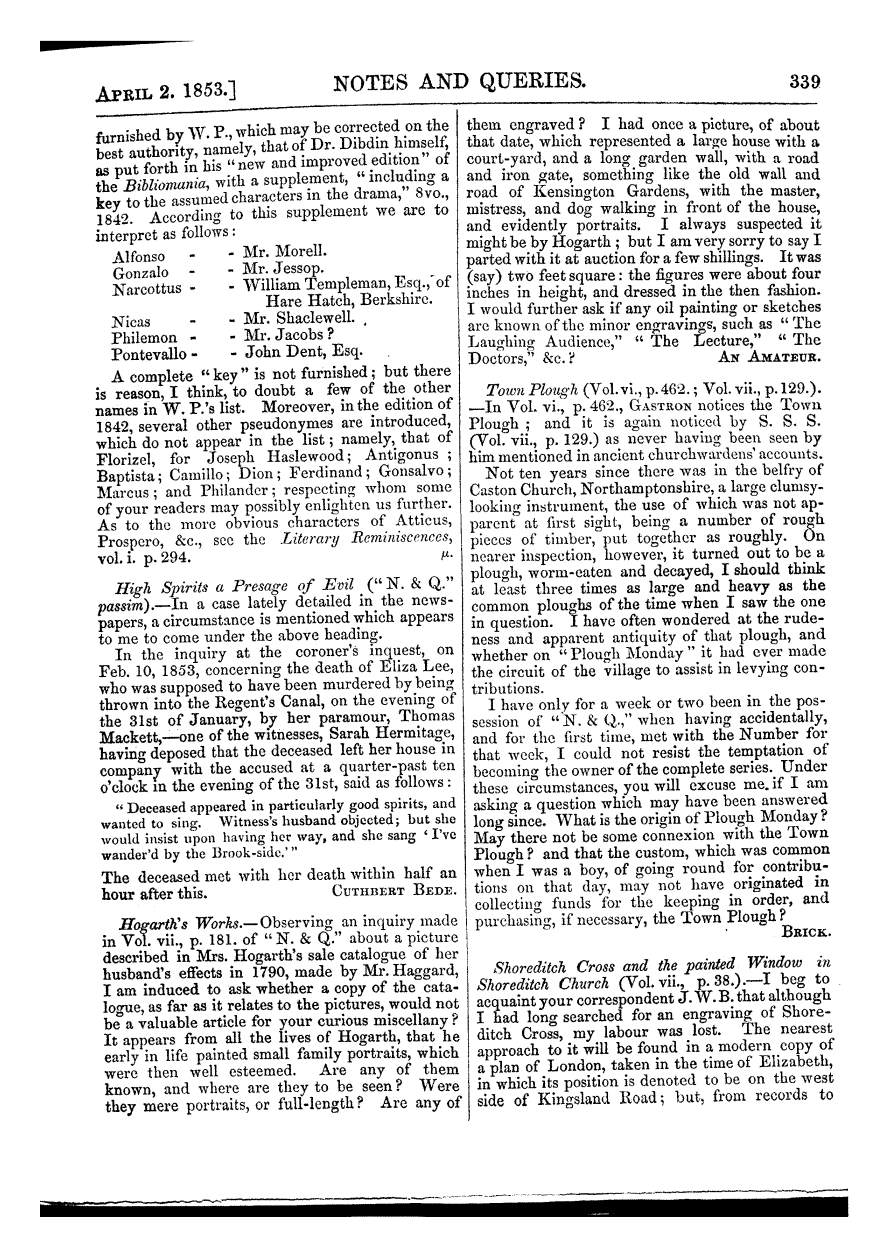 APRIL 2. 1853.] NOTES AND QUERIES. 339
furnished by W. P., which may be corrected on the
best authority, namely, that of Dr. Dibdin himself,
as put forth in his "new and improved edition" of
the Bibliomania, with a supplement, "including a
key to the assumed characters in the drama," 8vo.,
1842. According to this supplement we are to
interpret as follows:
Alfonso - - Mr. Morell.
Gonzalo - - Mr. Jessop.
Narcottus - - William Templeman, Esq., of
Hare Hatch, Berkshire.
Nicas - - Mr. Shaclewell.
Philemon - - Mr. Jacobs?
Pontevallo - - John Dent, Esq.
A complete "key" is not furnished; but there
is reason, I think, to doubt a few of the other
names in W. P.'s list. Moreover, in the edition of
1842, several other pseudonymes are introduced,
which do not appear in the list; namely, that of
Florizel, for Joseph Haslewood; Antigonus;
Baptista; Camillo; Dion; Ferdinand; Gonsalvo;
Marcus; and Philander; respecting whom some
of your readers may possibly enlighten us further.
As to the more obvious characters of Atticus,
Prospero, &c., see the Literary Reminiscences,
vol. i. p. 294. μ.
High Spirits a Presage of Evil ("N. & Q."
passim).—In a case lately detailed in the news-
papers, a circumstance is mentioned which appears
to me to come under the above heading.
In the inquiry at the coroner's inquest, on
Feb. 10, 1853, concerning the death of Eliza Lee,
who was supposed to have been murdered by being
thrown into the Regent's Canal, on the evening of
the 31st of January, by her paramour, Thomas
Mackett,—one of the witnesses, Sarah Hermitage,
having deposed that the deceased left her house in
company with the accused at a quarter-past ten
o'clock in the evening of the 31st, said as follows:
"Deceased appeared in particularly good spirits, and
wanted to sing. Witness's husband objected; but she
would insist upon having her way, and she sang 'I've
wander'd by the Brook-side.'"
The deceased met with her death within half an
hour after this. CUTHBERT BEDE.
Hogarth's Works.—Observing an inquiry made
in Vol. vii., p. 181. of "N. & Q." about a picture
described in Mrs. Hogarth's sale catalogue of her
husband's effects in 1790, made by Mr. Haggard,
I am induced to ask whether a copy of the cata-
logue, as far as it relates to the pictures, would not
be a valuable article for your curious miscellany?
It appears from all the lives of Hogarth, that he
early in life painted small family portraits, which
were then well esteemed. Are any of them
known, and where are they to be seen? Were
they mere portraits, or full-length? Are any of
them engraved? I had once a picture, of about
that date, which represented a large house with a
court-yard, and a long garden wall, with a road
and iron gate, something like the old wall and
road of Kensington Gardens, with the master,
mistress, and dog walking in front of the house,
and evidently portraits. I always suspected it
might be by Hogarth; but I am very sorry to say I
parted with it at auction for a few shillings. It was
(say) two feet square: the figures were about four
inches in height, and dressed in the then fashion.
I would further ask if any oil painting or sketches
are known of the minor engravings, such as "The
Laughing Audience," "The Lecture," "The
Doctors," &c.? AN AMATEUR.
Town Plough (Vol. vi., p. 462.; Vol. vii., p. 129.).
—In Vol. vi., p. 462., GASTRON notices the Town
Plough; and it is again noticed by S. S. S.
(Vol. vii., p. 129.) as never having been seen by
him mentioned in ancient churchwardens' accounts.
Not ten years since there was in the belfry of
Caston Church, Northamptonshire, a large clumsy-
looking instrument, the use of which was not ap-
parent at first sight, being a number of rough
pieces of timber, put together as roughly. On
nearer inspection, however, it turned out to be a
plough, worm-eaten and decayed, I should think
at least three times as large and heavy as the
common ploughs of the time when I saw the one
in question. I have often wondered at the rude-
ness and apparent antiquity of that plough, and
whether on "Plough Monday" it had ever made
the circuit of the village to assist in levying con-
tributions.
I have only for a week or two been in the pos-
session of "N. & Q.," when having accidentally,
and for the first time, met with the Number for
that week, I could not resist the temptation of
becoming the owner of the complete series. Under
these circumstances, you will excuse me if I am
asking a question which may have been answered
long since. What is the origin of Plough Monday?
May there not be some connexion with the Town
Plough? and that the custom, which was common
when I was a boy, of going round for contribu-
tions on that day, may not have originated in
collecting funds for the keeping in order, and
purchasing, if necessary, the Town Plough?
BRICK.
Shoreditch Cross and the painted Window in
Shoreditch Church (Vol. vii., p. 38.).—I beg to
acquaint your correspondent J. W. B. that although
I had long searched for an engraving of Shore-
ditch Cross, my labour was lost. The nearest
approach to it will be found in a modern copy of
a plan of London, taken in the time of Elizabeth,
in which its position is denoted to be on the west
side of Kingsland Road; but, from records to